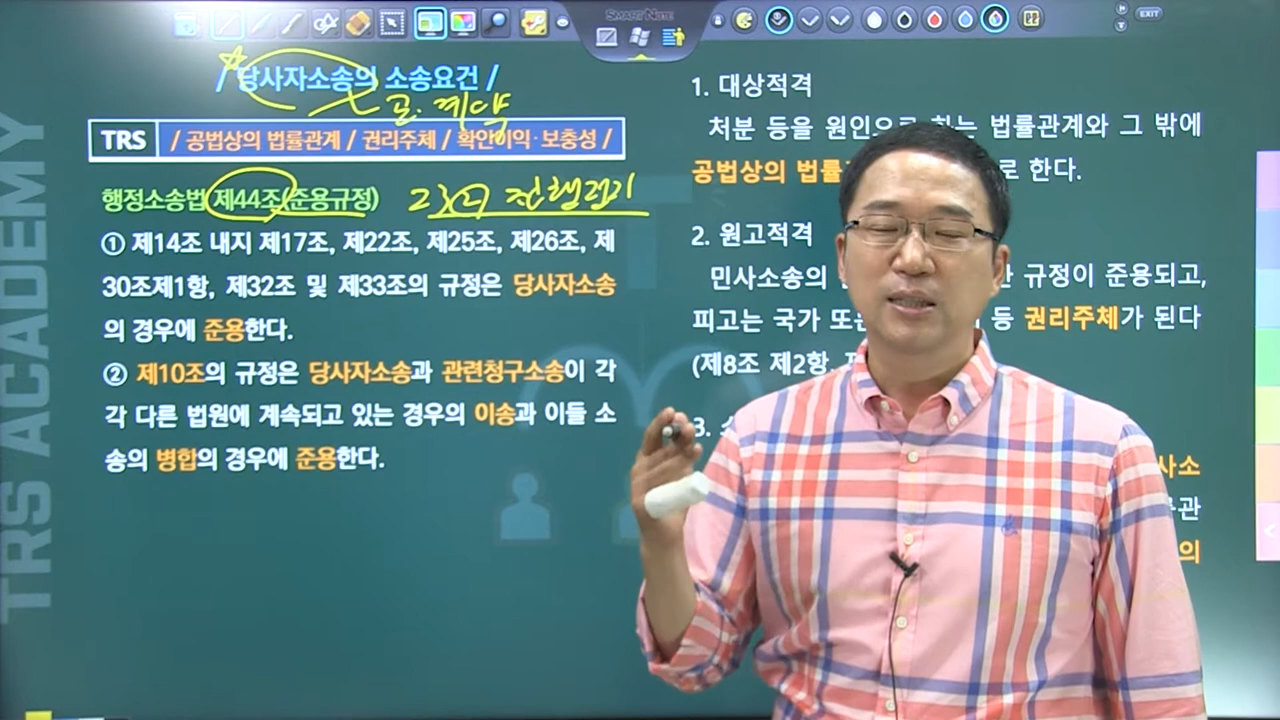 SMART NOTE
EXIT
/ 당사자소송의 소송요건 /
공.계약
TRS / 공법상의 법률관계 / 권리주체 / 확인이익·보충성 /
행정소송법 제44조(준용규정)
① 제14조 내지 제17조, 제22조, 제25조, 제26조, 제
30조제1항, 제32조 및 제33조의 규정은 당사자소송
의 경우에 준용한다.
② 제10조의 규정은 당사자소송과 관련청구소송이 각
각 다른 법원에 계속되고 있는 경우의 이송과 이들 소
송의 병합의 경우에 준용한다.
1. 대상적격
처분 등을 원인으로 하는 법률관계와 그 밖에
공법상의 법률 로 한다.
2. 원고적격
민사소송의 규정이 준용되고,
피고는 국가 또는 등 권리주체가 된다
(제8조 제2항,
3.
사소
관
의
TRS ACADEMY